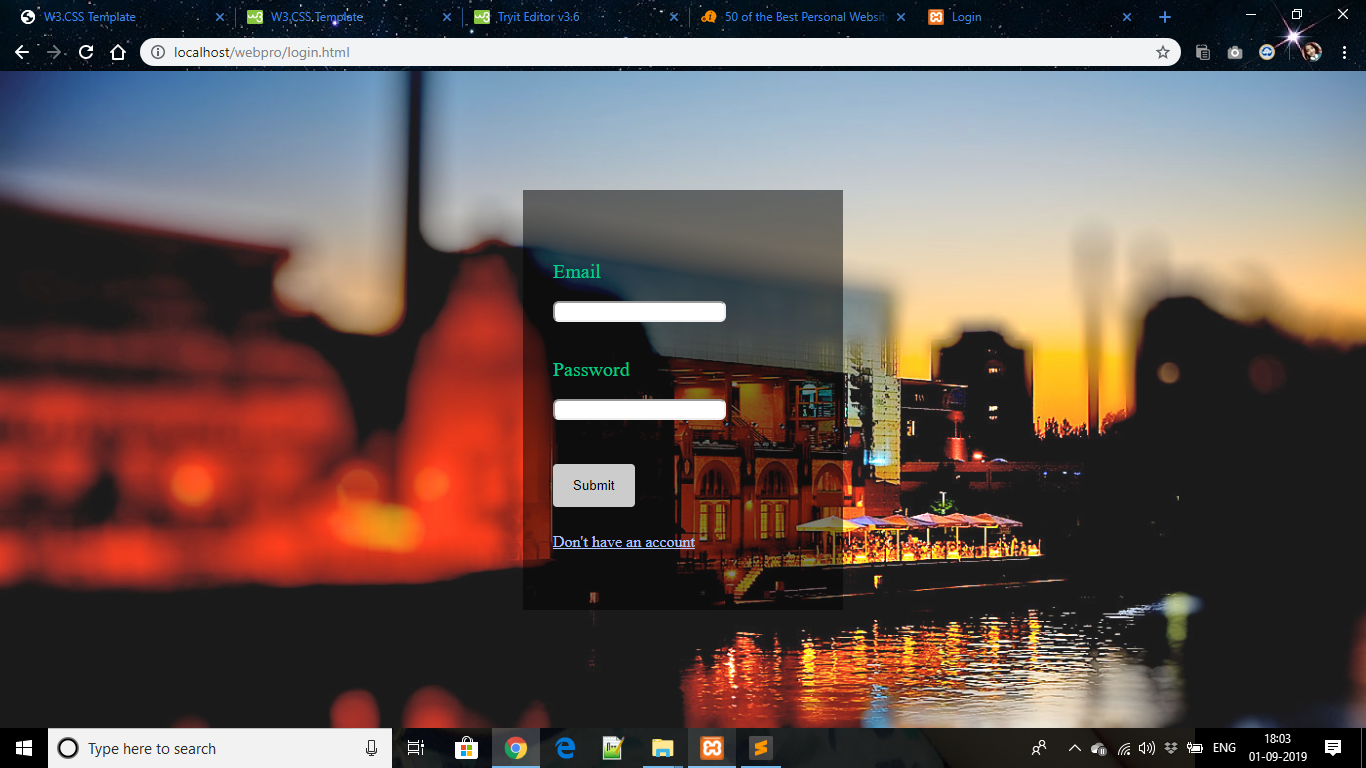 W3.CSS Template
W3.CSS Template
Tryit Editor v3.6
50 of the Best Personal Websit
Login
localhost/webpro/login.html
Email
Password
Submit
Don't have an account
Type here to search
ENG
18:03
01-09-2019